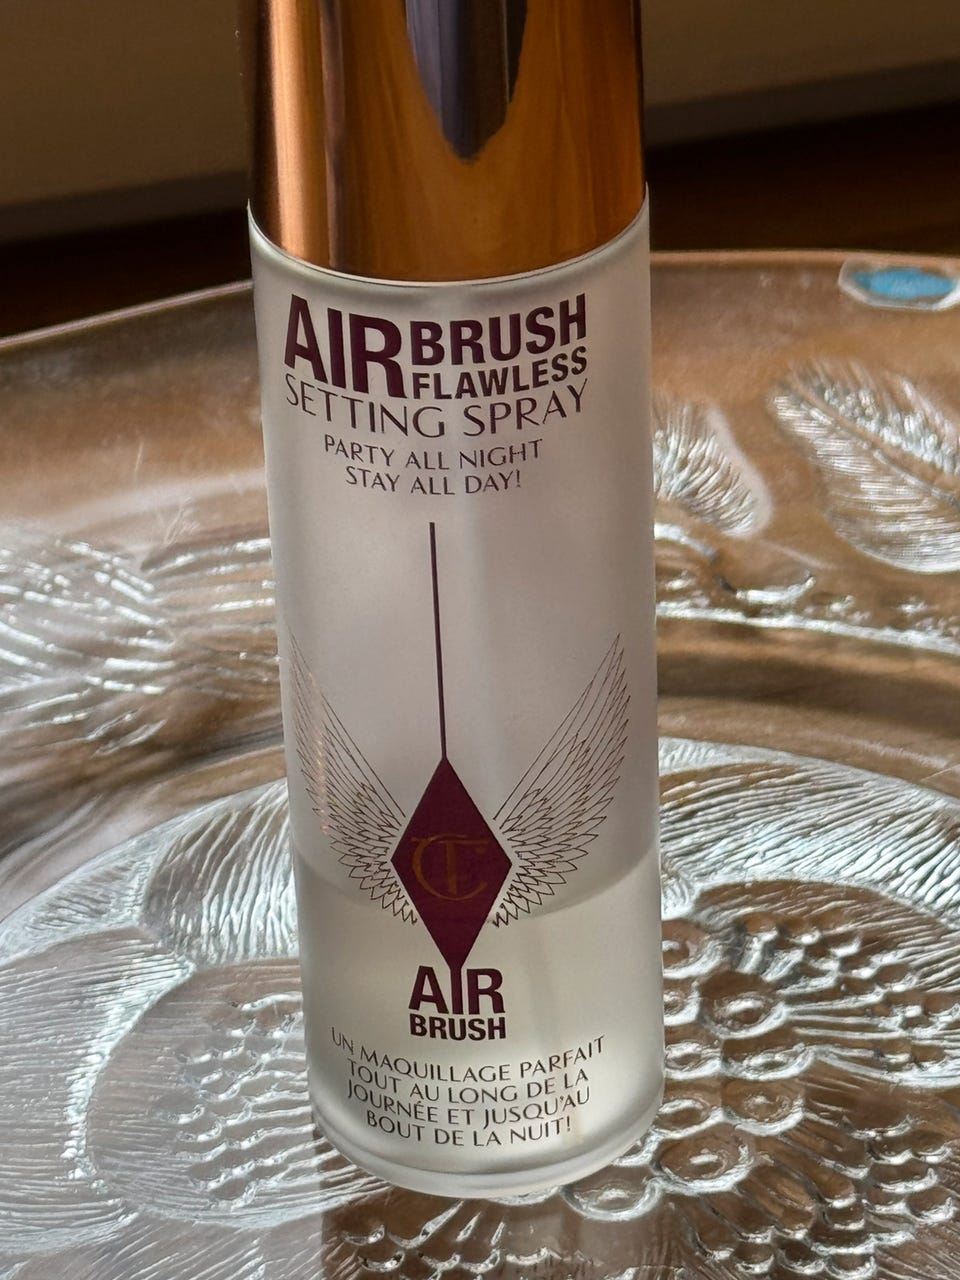 AIRBRUSH
FLAWLESS
SETTING SPRAY
PARTY ALL NIGHT
STAY ALL DAY!
CT
AIR
BRUSH
UN MAQUILLAGE PARFAIT
TOUT AU LONG DE LA
JOURNÉE ET JUSQU'AU
BOUT DE LA NUIT!